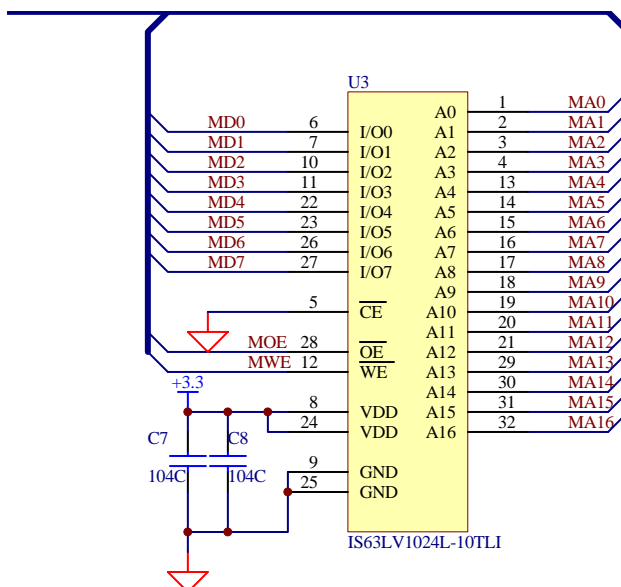 U3
1 MA0
A0
MD0 6 2 MA1
I/O0 A1
MD1 7 3 MA2
I/O1 A2
MD2 10 4 MA3
I/O2 A3
MD3 11 13 MA4
I/O3 A4
MD4 22 14 MA5
I/O4 A5
MD5 23 15 MA6
I/O5 A6
MD6 26 16 MA7
I/O6 A7
MD7 27 17 MA8
I/O7 A8
18 MA9
A9
5 19 MA10
CE A10
20 MA11
A11
MOE 28 21 MA12
OE A12
MWE 12 29 MA13
WE A13
+3.3 30 MA14
A14
8 31 MA15
VDD A15
C7 C8 24 32 MA16
VDD A16
9
104C 104C GND
25
GND
IS63LV1024L-10TLI